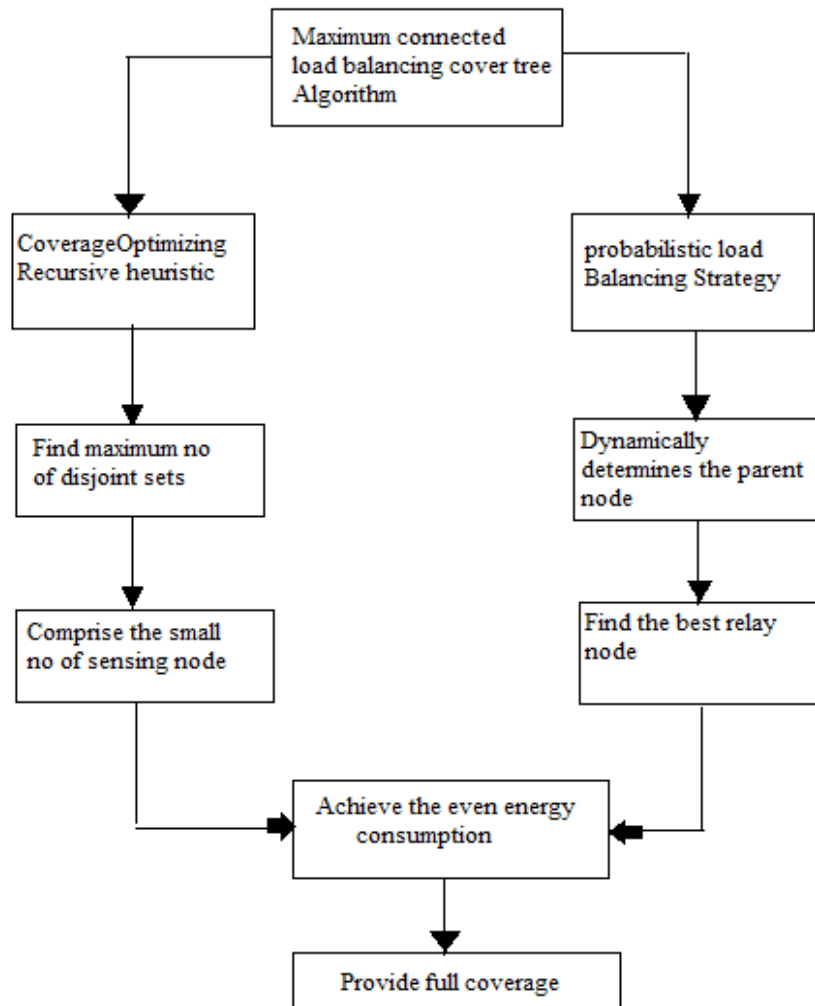 Maximum connected
load balancing cover tree
Algorithm
CoverageOptimizing
Recursive heuristic
probabilistic load
Balancing Strategy
Find maximum no
of disjoint sets
Dynamically
determines the parent
node
Comprise the small
no of sensing node
Find the best relay
node
Achieve the even energy
consumption
Provide full coverage